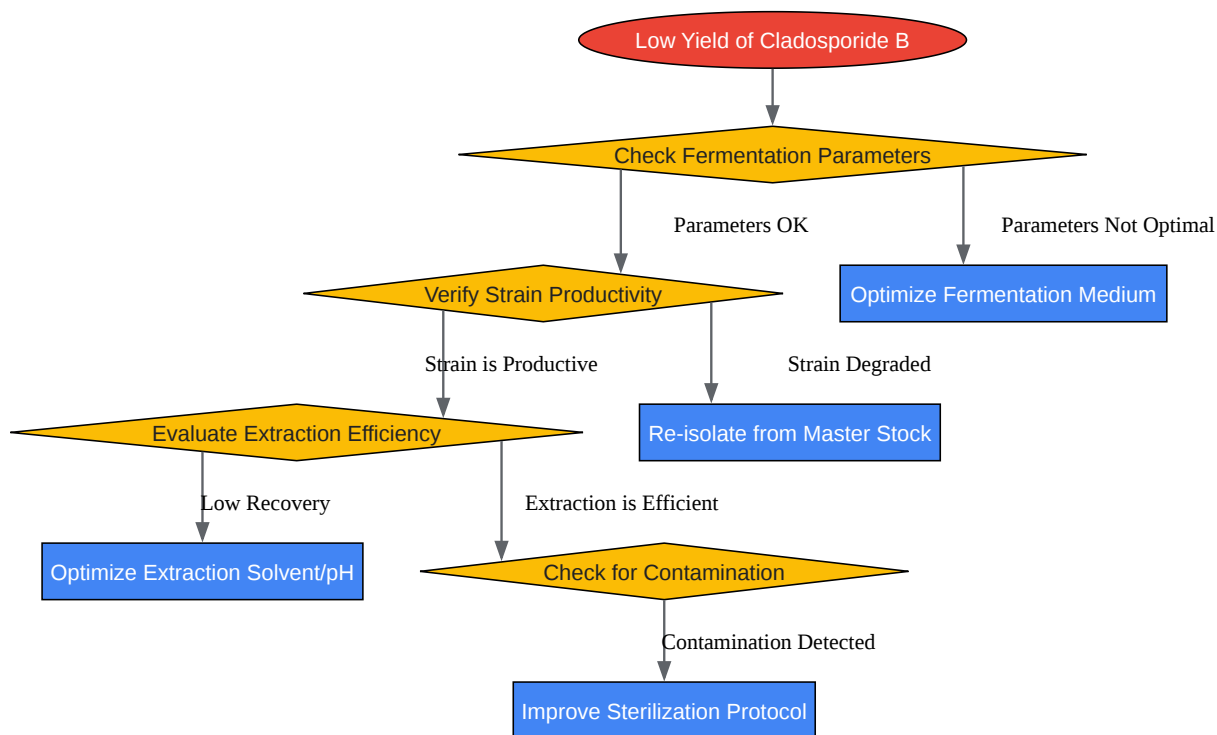 Low Yield of Cladosporide B
Check Fermentation Parameters
Parameters OK
Parameters Not Optimal
Verify Strain Productivity
Optimize Fermentation Medium
Strain is Productive
Strain Degraded
Evaluate Extraction Efficiency
Re-isolate from Master Stock
Low Recovery
Extraction is Efficient
Optimize Extraction Solvent/pH
Check for Contamination
Contamination Detected
Improve Sterilization Protocol